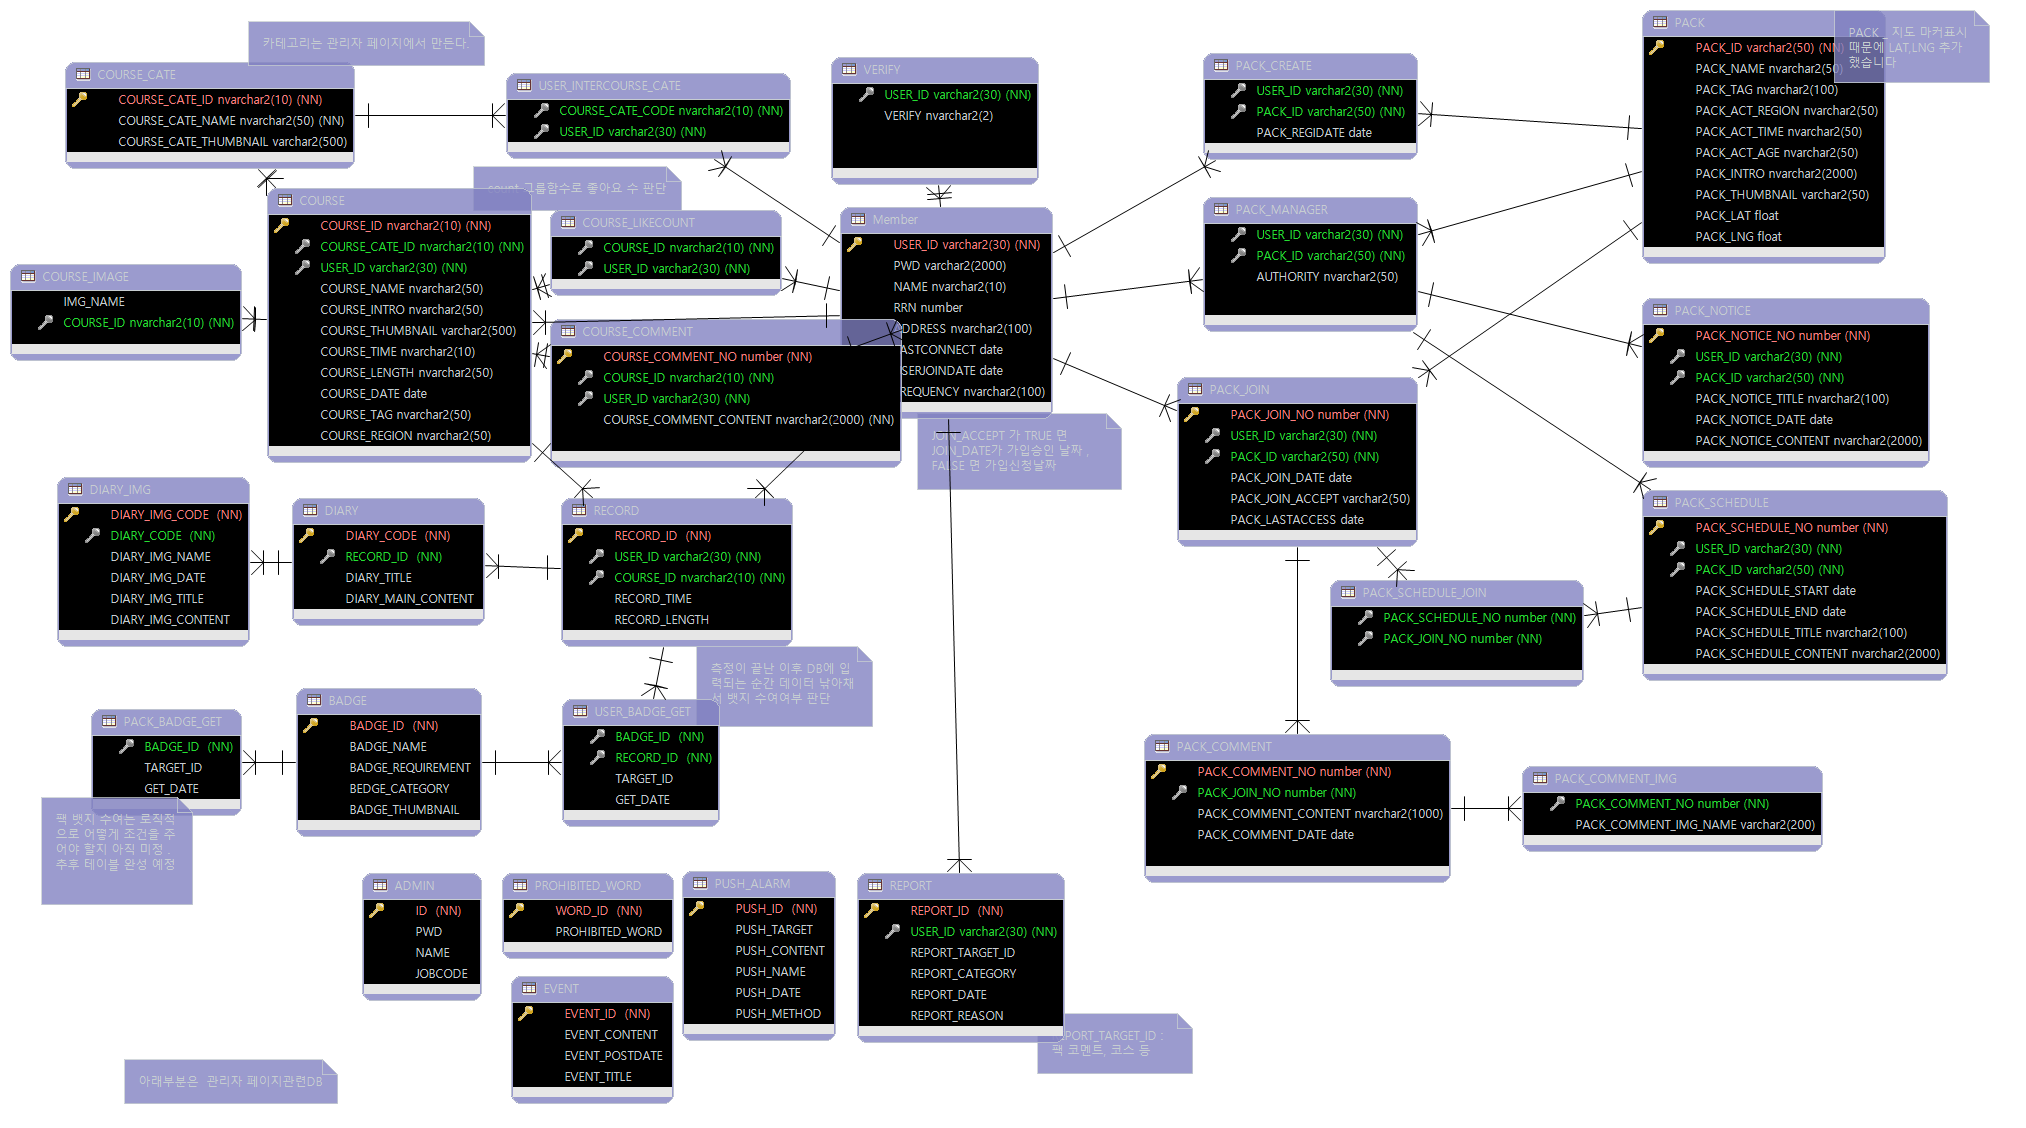 카테고리는 관리자 페이지에서 만든다.
COURSE_CATE
COURSE_CATE_ID nvarchar2(10) (NN)
COURSE_CATE_NAME nvarchar2(50) (NN)
COURSE_CATE_THUMBNAIL varchar2(500)
USER_INTERCOURSE_CATE
COURSE_CATE_CODE nvarchar2(10) (NN)
USER_ID varchar2(30) (NN)
VERIFY
USER_ID varchar2(30) (NN)
VERIFY nvarchar2(2)
PACK_CREATE
USER_ID varchar2(30) (NN)
PACK_ID varchar2(50) (NN)
PACK_REGIDATE date
PACK
PACK_ID varchar2(50) (NN)
PACK_NAME nvarchar2(50)
PACK_TAG nvarchar2(100)
PACK_ACT_REGION nvarchar2(50)
PACK_ACT_TIME nvarchar2(50)
PACK_ACT_AGE nvarchar2(50)
PACK_INTRO nvarchar2(2000)
PACK_THUMBNAIL varchar2(50)
PACK_LAT float
PACK_LNG float
PACK_ 지도 마커표시
때문에 LAT,LNG 추가
했습니다
count 그룹함수로 좋아요 수 판단
COURSE
COURSE_ID nvarchar2(10) (NN)
COURSE_CATE_ID nvarchar2(10) (NN)
USER_ID varchar2(30) (NN)
COURSE_NAME nvarchar2(50)
COURSE_INTRO nvarchar2(50)
COURSE_THUMBNAIL varchar2(500)
COURSE_TIME nvarchar2(10)
COURSE_LENGTH nvarchar2(50)
COURSE_DATE date
COURSE_TAG nvarchar2(50)
COURSE_REGION nvarchar2(50)
COURSE_LIKECOUNT
COURSE_ID nvarchar2(10) (NN)
USER_ID varchar2(30) (NN)
Member
USER_ID varchar2(30) (NN)
PWD varchar2(2000)
NAME nvarchar2(10)
RRN number
DDRESS nvarchar2(100)
ASTCONNECT date
SERJOINDATE date
REQUENCY nvarchar2(100)
PACK_MANAGER
USER_ID varchar2(30) (NN)
PACK_ID varchar2(50) (NN)
AUTHORITY nvarchar2(50)
COURSE_IMAGE
IMG_NAME
COURSE_ID nvarchar2(10) (NN)
COURSE_COMMENT
COURSE_COMMENT_NO number (NN)
COURSE_ID nvarchar2(10) (NN)
USER_ID varchar2(30) (NN)
COURSE_COMMENT_CONTENT nvarchar2(2000) (NN)
PACK_NOTICE
PACK_NOTICE_NO number (NN)
USER_ID varchar2(30) (NN)
PACK_ID varchar2(50) (NN)
PACK_NOTICE_TITLE nvarchar2(100)
PACK_NOTICE_DATE date
PACK_NOTICE_CONTENT nvarchar2(2000)
JOIN_ACCEPT 가 TRUE 면
JOIN_DATE가 가입승인 날짜 ,
FALSE 면 가입신청날짜
PACK_JOIN
PACK_JOIN_NO number (NN)
USER_ID varchar2(30) (NN)
PACK_ID varchar2(50) (NN)
PACK_JOIN_DATE date
PACK_JOIN_ACCEPT varchar2(50)
PACK_LASTACCESS date
DIARY_IMG
DIARY_IMG_CODE (NN)
DIARY_CODE (NN)
DIARY_IMG_NAME
DIARY_IMG_DATE
DIARY_IMG_TITLE
DIARY_IMG_CONTENT
DIARY
DIARY_CODE (NN)
RECORD_ID (NN)
DIARY_TITLE
DIARY_MAIN_CONTENT
RECORD
RECORD_ID (NN)
USER_ID varchar2(30) (NN)
COURSE_ID nvarchar2(10) (NN)
RECORD_TIME
RECORD_LENGTH
PACK_SCHEDULE
PACK_SCHEDULE_NO number (NN)
USER_ID varchar2(30) (NN)
PACK_ID varchar2(50) (NN)
PACK_SCHEDULE_START date
PACK_SCHEDULE_END date
PACK_SCHEDULE_TITLE nvarchar2(100)
PACK_SCHEDULE_CONTENT nvarchar2(2000)
PACK_SCHEDULE_JOIN
PACK_SCHEDULE_NO number (NN)
PACK_JOIN_NO number (NN)
측정이 끝난 이후 DB에 입
력되는 순간 데이터 낚아채
서 뱃지 수여여부 판단
PACK_BADGE_GET
BADGE_ID (NN)
TARGET_ID
GET_DATE
BADGE
BADGE_ID (NN)
BADGE_NAME
BADGE_REQUIREMENT
BEDGE_CATEGORY
BADGE_THUMBNAIL
USER_BADGE_GET
BADGE_ID (NN)
RECORD_ID (NN)
TARGET_ID
GET_DATE
팩 뱃지 수여는 로직적
으로 어떻게 조건을 주
어야 할지 아직 미정 .
추후 테이블 완성 예정
PACK_COMMENT
PACK_COMMENT_NO number (NN)
PACK_JOIN_NO number (NN)
PACK_COMMENT_CONTENT nvarchar2(1000)
PACK_COMMENT_DATE date
PACK_COMMENT_IMG
PACK_COMMENT_NO number (NN)
PACK_COMMENT_IMG_NAME varchar2(200)
ADMIN
ID (NN)
PWD
NAME
JOBCODE
PROHIBITED_WORD
WORD_ID (NN)
PROHIBITED_WORD
PUSH_ALARM
PUSH_ID (NN)
PUSH_TARGET
PUSH_CONTENT
PUSH_NAME
PUSH_DATE
PUSH_METHOD
REPORT
REPORT_ID (NN)
USER_ID varchar2(30) (NN)
REPORT_TARGET_ID
REPORT_CATEGORY
REPORT_DATE
REPORT_REASON
EVENT
EVENT_ID (NN)
EVENT_CONTENT
EVENT_POSTDATE
EVENT_TITLE
EPORT_TARGET_ID :
팩 코멘트, 코스 등
아래부분은 관리자 페이지관련DB